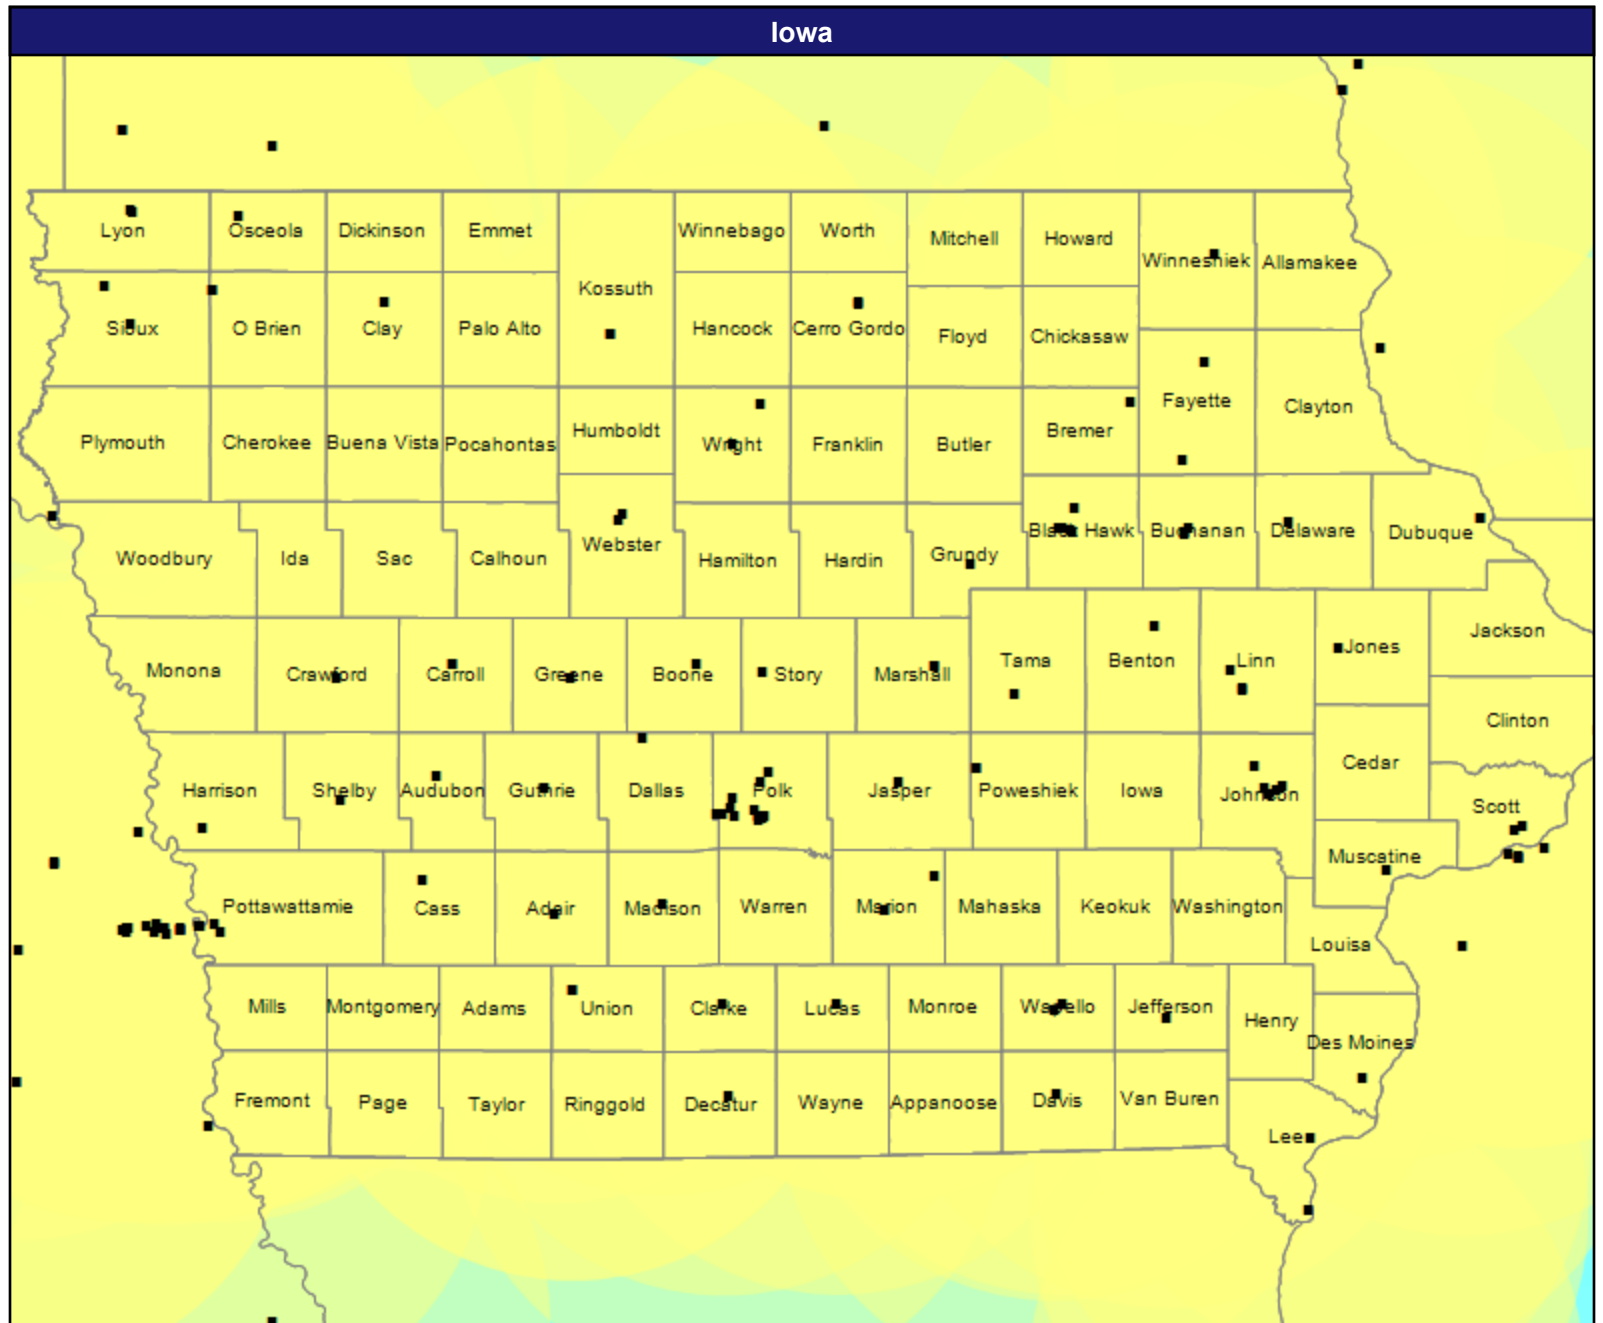 Iowa
Lyon
Osceola
Dickinson
Emmet
Kossuth
Winnebago
Worth
Mitchell
Howard
Winneshiek
Allamakee
Sioux
O Brien
Clay
Palo Alto
Hancock
Cerro Gordo
Floyd
Chickasaw
Fayette
Clayton
Plymouth
Cherokee
Buena Vista
Pocahontas
Humboldt
Wright
Franklin
Butler
Bremer
Woodbury
Ida
Sac
Calhoun
Webster
Hamilton
Hardin
Grundy
Black Hawk
Buchanan
Delaware
Dubuque
Monona
Crawford
Carroll
Greene
Boone
Story
Marshall
Tama
Benton
Linn
Jones
Jackson
Clinton
Harrison
Shelby
Audubon
Guthrie
Dallas
Polk
Jasper
Poweshiek
Iowa
Johnson
Cedar
Scott
Muscatine
Pottawattamie
Cass
Adair
Madison
Warren
Marion
Mahaska
Keokuk
Washington
Louisa
Mills
Montgomery
Adams
Union
Clarke
Lucas
Monroe
Wapello
Jefferson
Henry
Des Moines
Fremont
Page
Taylor
Ringgold
Decatur
Wayne
Appanoose
Davis
Van Buren
Lee